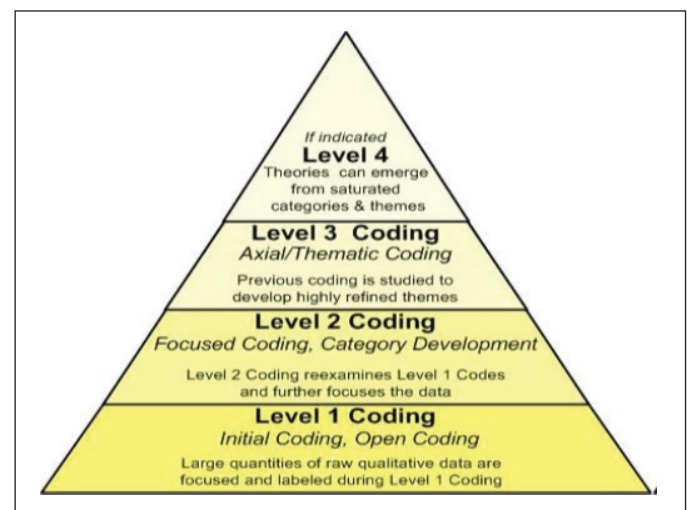 If indicated
Level 4
Theories can emerge
from saturated
categories & themes
Level 3 Coding
Axial/Thematic Coding
Previous coding is studied to
develop highly refined themes
Level 2 Coding
Focused Coding, Category Development
Level 2 Coding reexamines Level 1 Codes
and further focuses the data
Level 1 Coding
Initial Coding, Open Coding
Large quantities of raw qualitative data are
focused and labeled during Level 1 Coding